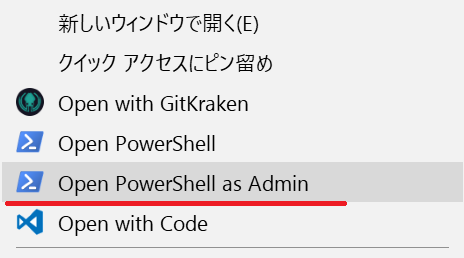 新しいウィンドウで開く(E)
クイック アクセスにピン留め
Open with GitKraken
Open PowerShell
Open PowerShell as Admin
Open with Code